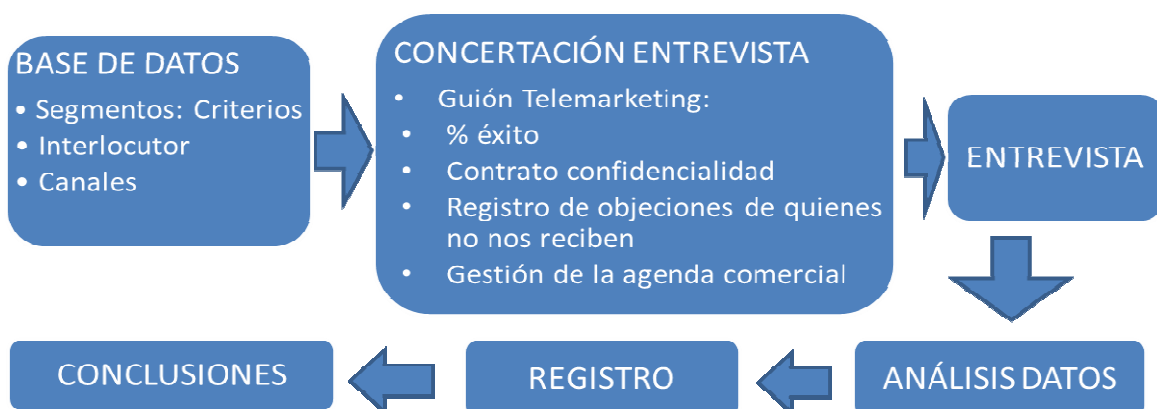 BASE DE DATOS
• Segmentos: Criterios
• Interlocutor
• Canales
CONCERTACIÓN ENTREVISTA
• Guión Telemarketing:
• % éxito
• Contrato confidencialidad
• Registro de objeciones de quienes
no nos reciben
• Gestión de la agenda comercial
ENTREVISTA
ANÁLISIS DATOS
REGISTRO
CONCLUSIONES